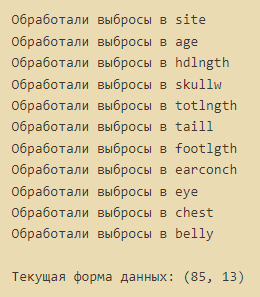 Обработали выбросы в site
Обработали выбросы в age
Обработали выбросы в hdlngth
Обработали выбросы в skullw
Обработали выбросы в totlngth
Обработали выбросы в taill
Обработали выбросы в footlgth
Обработали выбросы в earconch
Обработали выбросы в eye
Обработали выбросы в chest
Обработали выбросы в belly
Текущая форма данных: (85, 13)